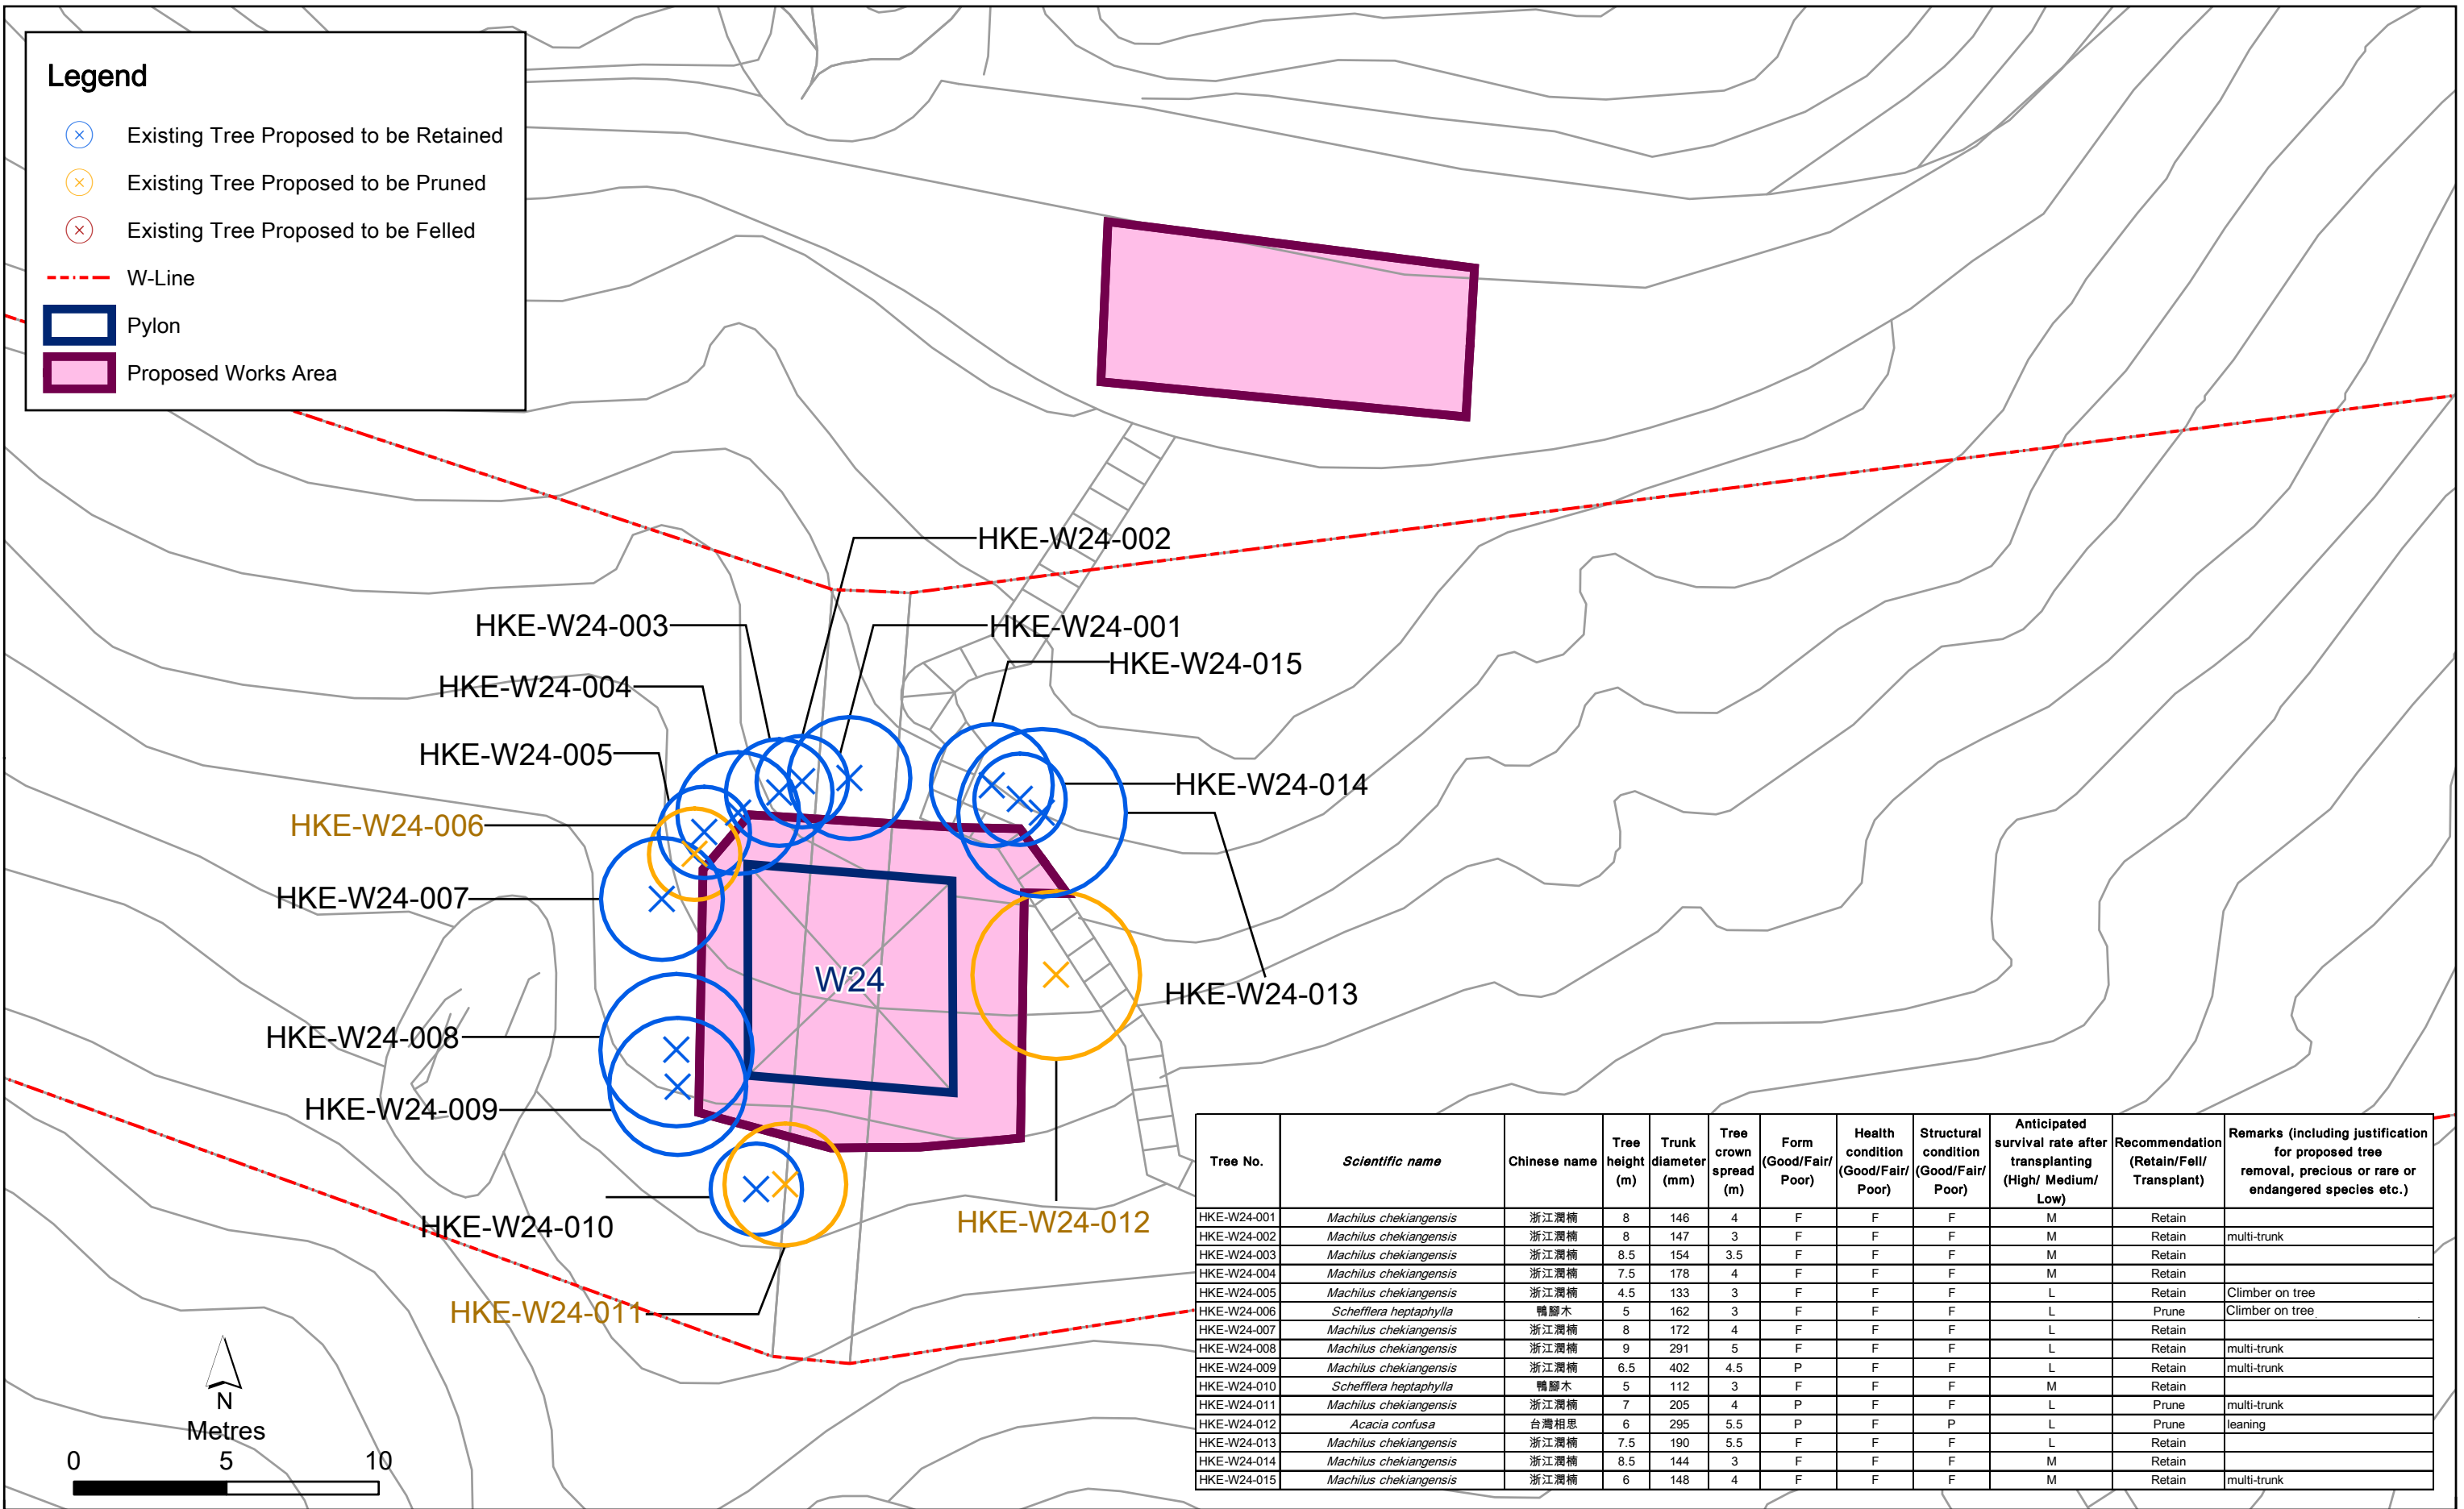 Legend
Existing Tree Proposed to be Retained
Existing Tree Proposed to be Pruned
Existing Tree Proposed to be Felled
W-Line
Pylon
Proposed Works Area
HKE-W24-002
HKE-W24-003
HKE-W24-001
HKE-W24-015
HKE-W24-004
HKE-W24-005
HKE-W24-014
HKE-W24-006
HKE-W24-007
W24
HKE-W24-013
HKE-W24-008
HKE-W24-009
HKE-W24-010
HKE-W24-012
HKE-W24-011
N
Metres
0 5 10
Tree No. Scientific name Chinese name Tree height (m) Trunk diameter (mm) Tree crown spread (m) Form (Good/Fair/ Poor) Health condition (Good/Fair/ Poor) Structural condition (Good/Fair/ Poor) Anticipated survival rate after transplanting (High/ Medium/ Low) Recommendation (Retain/Fell/ Transplant) Remarks (including justification for proposed tree removal, precious or rare or endangered species etc.)
HKE-W24-001 Machilus chekiangensis 浙江潤楠 8 146 4 F F F M Retain
HKE-W24-002 Machilus chekiangensis 浙江潤楠 8 147 3 F F F M Retain multi-trunk
HKE-W24-003 Machilus chekiangensis 浙江潤楠 8.5 154 3.5 F F F M Retain
HKE-W24-004 Machilus chekiangensis 浙江潤楠 7.5 178 4 F F F M Retain
HKE-W24-005 Machilus chekiangensis 浙江潤楠 4.5 133 3 F F F L Retain Climber on tree
HKE-W24-006 Schefflera heptaphylla 鴨腳木 5 162 3 F F F L Prune Climber on tree
HKE-W24-007 Machilus chekiangensis 浙江潤楠 8 172 4 F F F L Retain
HKE-W24-008 Machilus chekiangensis 浙江潤楠 9 291 5 F F F L Retain multi-trunk
HKE-W24-009 Machilus chekiangensis 浙江潤楠 6.5 402 4.5 P F F L Retain multi-trunk
HKE-W24-010 Schefflera heptaphylla 鴨腳木 5 112 3 F F F M Retain
HKE-W24-011 Machilus chekiangensis 浙江潤楠 7 205 4 P F F L Prune multi-trunk
HKE-W24-012 Acacia confusa 台灣相思 6 295 5.5 P F P L Prune leaning
HKE-W24-013 Machilus chekiangensis 浙江潤楠 7.5 190 5.5 F F F L Retain
HKE-W24-014 Machilus chekiangensis 浙江潤楠 8.5 144 3 F F F M Retain
HKE-W24-015 Machilus chekiangensis 浙江潤楠 6 148 4 F F F M Retain multi-trunk